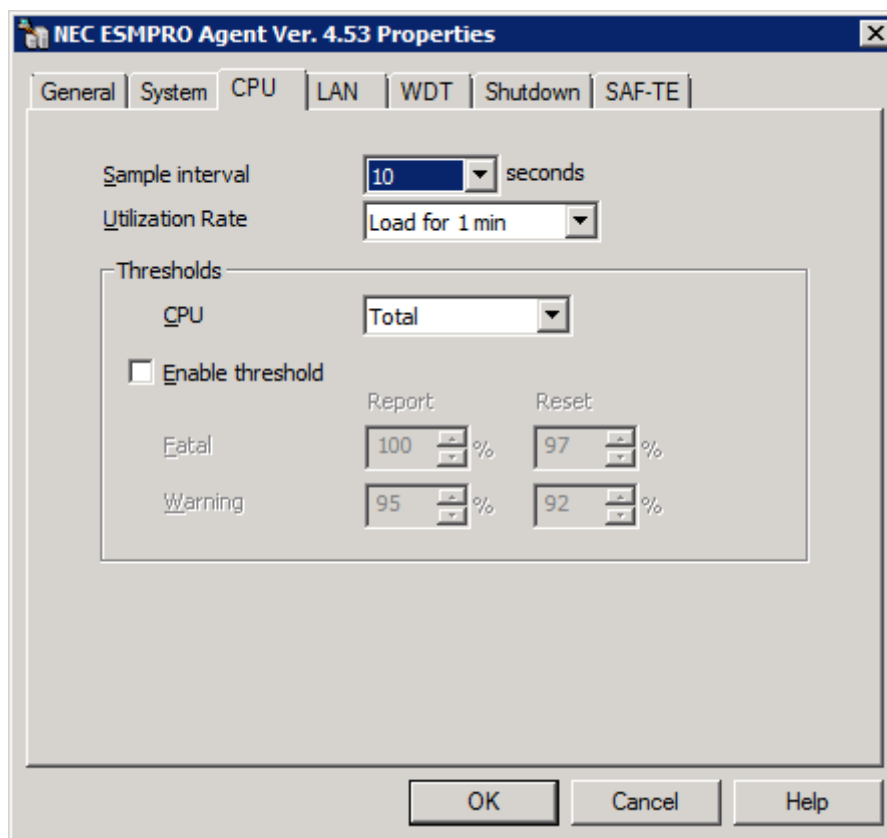 NEC ESMPRO Agent Ver. 4.53 Properties
General System CPU LAN WDT Shutdown SAF-TE
Sample interval 10 seconds
Utilization Rate Load for 1 min
Thresholds
CPU Total
Enable threshold
Report Reset
Fatal 100 % 97 %
Warning 95 % 92 %
OK Cancel Help